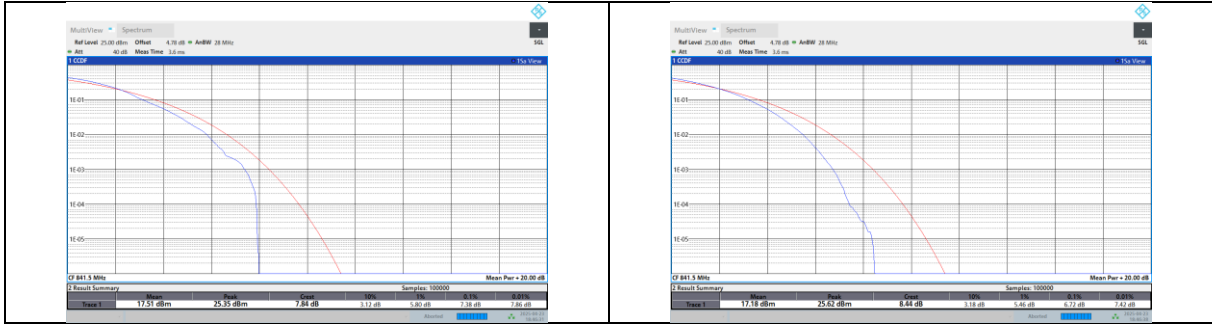 MultiView Spectrum
Ref Level 25.00 dBm Offset 4.78 dB AnBW 28 MHz SGL
Att 40 dB Meas Time 3.6 ms
1 CCDF 1Sa View
1E-01
1E-02
1E-03
1E-04
1E-05
CF 841.5 MHz Mean Pwr + 20.00 dB
2 Result Summary Samples: 100000
Mean Peak Crest 10% 1% 0.1% 0.01%
Trace 1 17.51 dBm 25.35 dBm 7.84 dB 3.12 dB 5.80 dB 7.38 dB 7.86 dB
Aborted
MultiView Spectrum
Ref Level 25.00 dBm Offset 4.78 dB AnBW 28 MHz SGL
Att 40 dB Meas Time 3.6 ms
1 CCDF 1Sa View
1E-01
1E-02
1E-03
1E-04
1E-05
CF 841.5 MHz Mean Pwr + 20.00 dB
2 Result Summary Samples: 100000
Mean Peak Crest 10% 1% 0.1% 0.01%
Trace 1 17.18 dBm 25.62 dBm 8.44 dB 3.18 dB 5.46 dB 6.72 dB 7.42 dB
Aborted